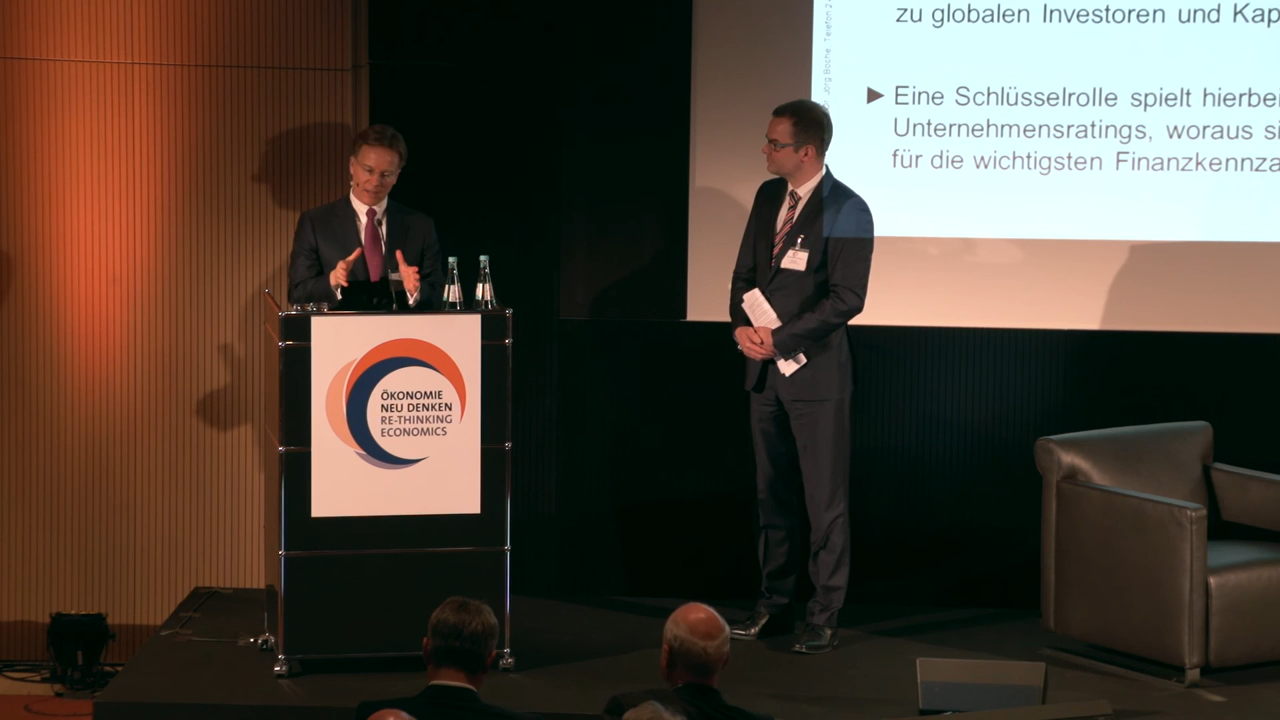 zu globalen Investoren und Kap
Eine Schlüsselrolle spielt hierbei
Unternehmensratings, woraus si
für die wichtigsten Finanzkennza
ÖKONOMIE
NEU DENKEN
RE-THINKING
ECONOMICS